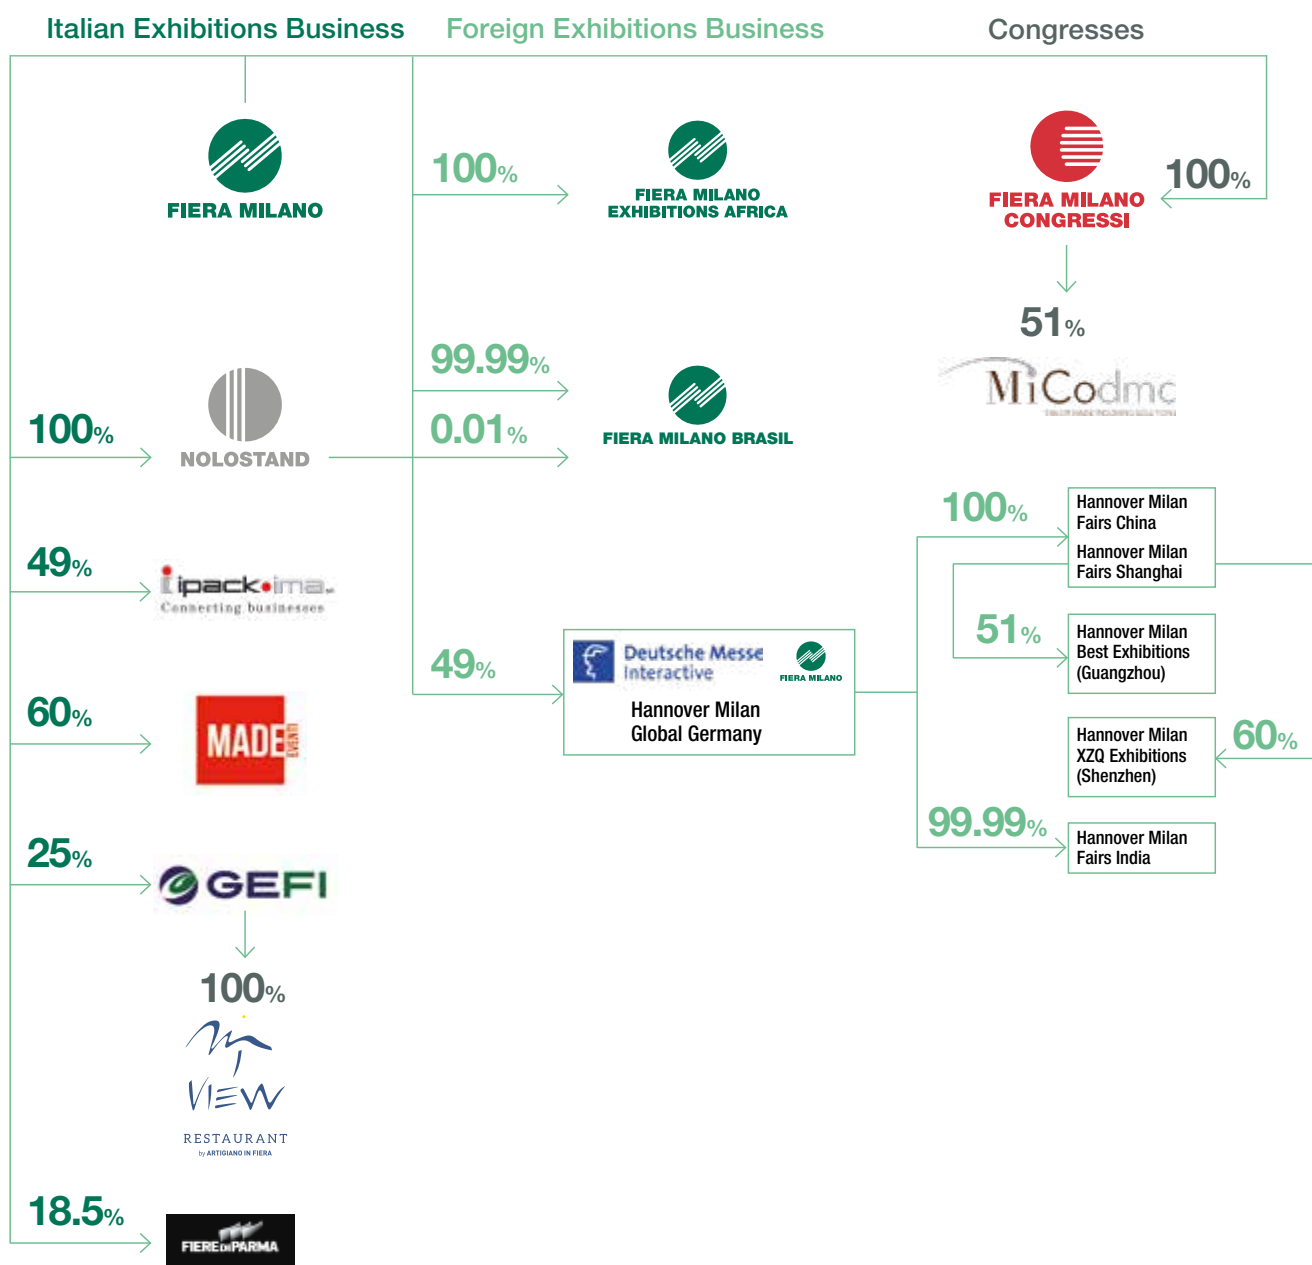 Italian Exhibitions Business
Foreign Exhibitions Business
Congresses
FIERA MILANO
100%
FIERA MILANO
EXHIBITIONS AFRICA
FIERA MILANO
CONGRESSI
100%
51%
MiCodmc
99.99%
0.01%
FIERA MILANO BRASIL
100%
NOLOSTAND
49%
ipack•ima
Connecting businesses
60%
MADE
EVENTI
25%
GEFI
100%
VIEW
RESTAURANT
by ARTIGIANO IN FIERA
18.5%
FIERE DI PARMA
49%
Deutsche Messe
Interactive
FIERA MILANO
Hannover Milan
Global Germany
100%
Hannover Milan
Fairs China
Hannover Milan
Fairs Shanghai
51%
Hannover Milan
Best Exhibitions
(Guangzhou)
Hannover Milan
XZQ Exhibitions
(Shenzhen)
60%
99.99%
Hannover Milan
Fairs India